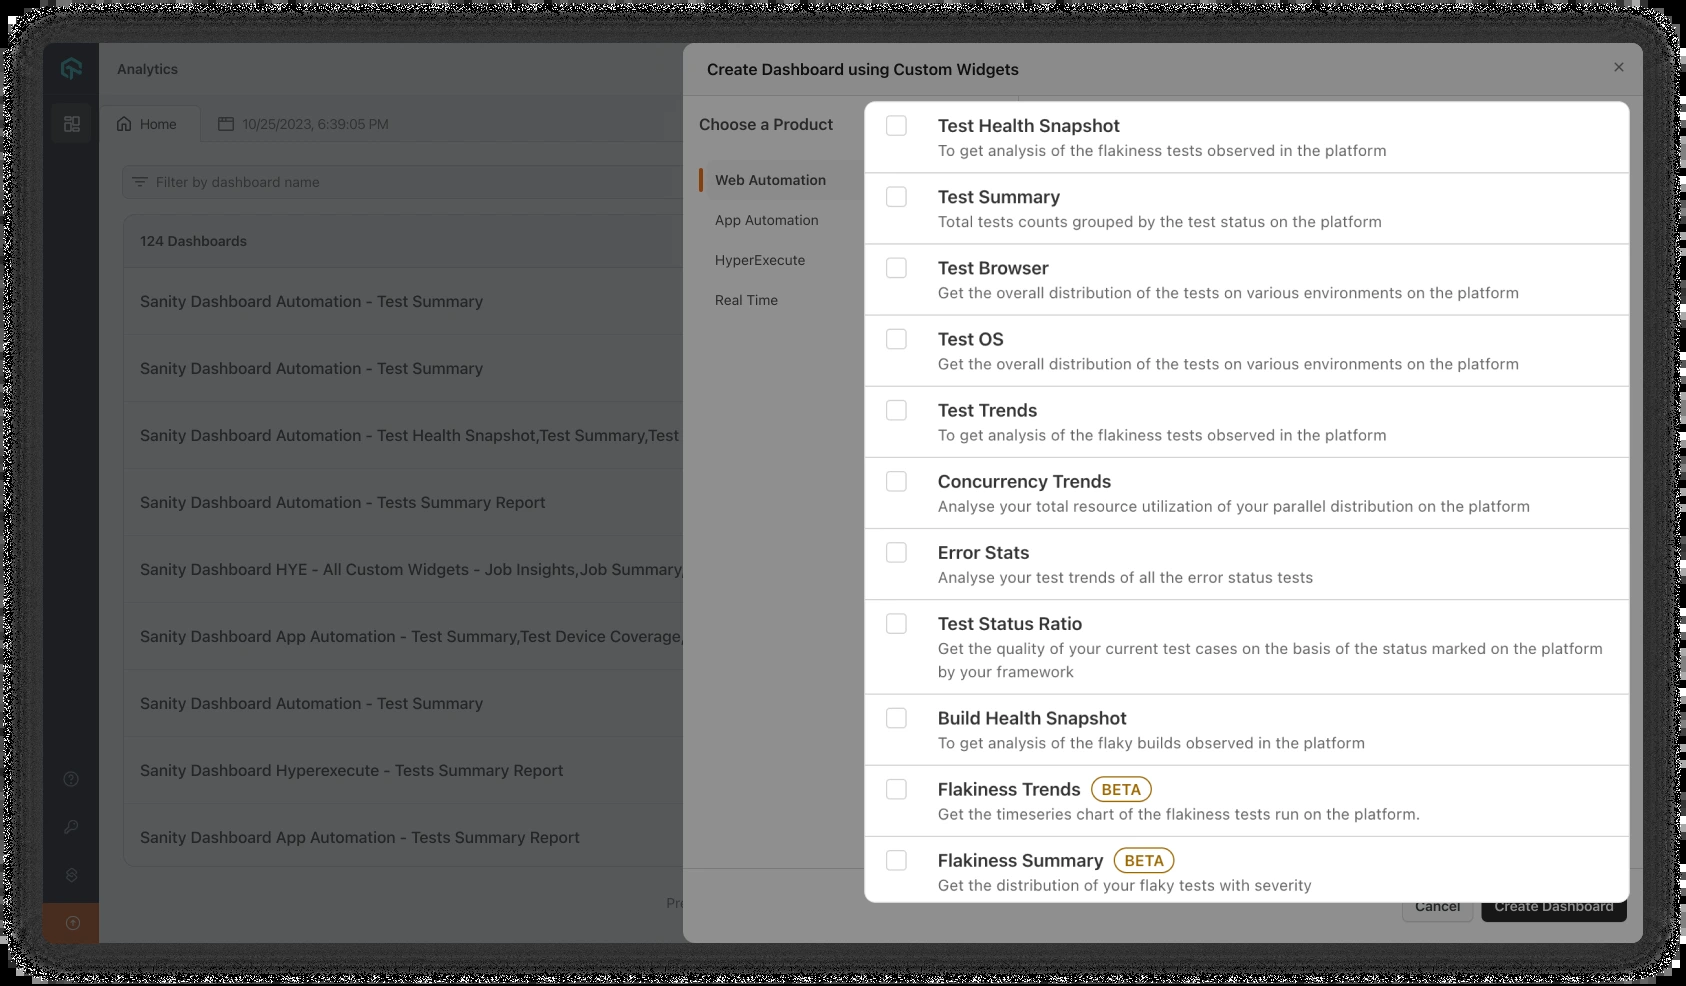 Analytics
Home
10/25/2023, 6:39:05 PM
Filter by dashboard name
124 Dashboards
Sanity Dashboard Automation - Test Summary
Sanity Dashboard Automation - Test Summary
Sanity Dashboard Automation - Test Health Snapshot,Test Summary,Test
Sanity Dashboard Automation - Tests Summary Report
Sanity Dashboard HYE - All Custom Widgets - Job Insights,Job Summary,
Sanity Dashboard App Automation - Test Summary,Test Device Coverage,
Sanity Dashboard Automation - Test Summary
Sanity Dashboard Hyperexecute - Tests Summary Report
Sanity Dashboard App Automation - Tests Summary Report
Create Dashboard using Custom Widgets
Choose a Product
Web Automation
App Automation
HyperExecute
Real Time
Test Health Snapshot
To get analysis of the flakiness tests observed in the platform
Test Summary
Total tests counts grouped by the test status on the platform
Test Browser
Get the overall distribution of the tests on various environments on the platform
Test OS
Get the overall distribution of the tests on various environments on the platform
Test Trends
To get analysis of the flakiness tests observed in the platform
Concurrency Trends
Analyse your total resource utilization of your parallel distribution on the platform
Error Stats
Analyse your test trends of all the error status tests
Test Status Ratio
Get the quality of your current test cases on the basis of the status marked on the platform
by your framework
Build Health Snapshot
To get analysis of the flaky builds observed in the platform
Flakiness Trends BETA
Get the timeseries chart of the flakiness tests run on the platform.
Flakiness Summary BETA
Get the distribution of your flaky tests with severity
Cancel
Create Dashboard